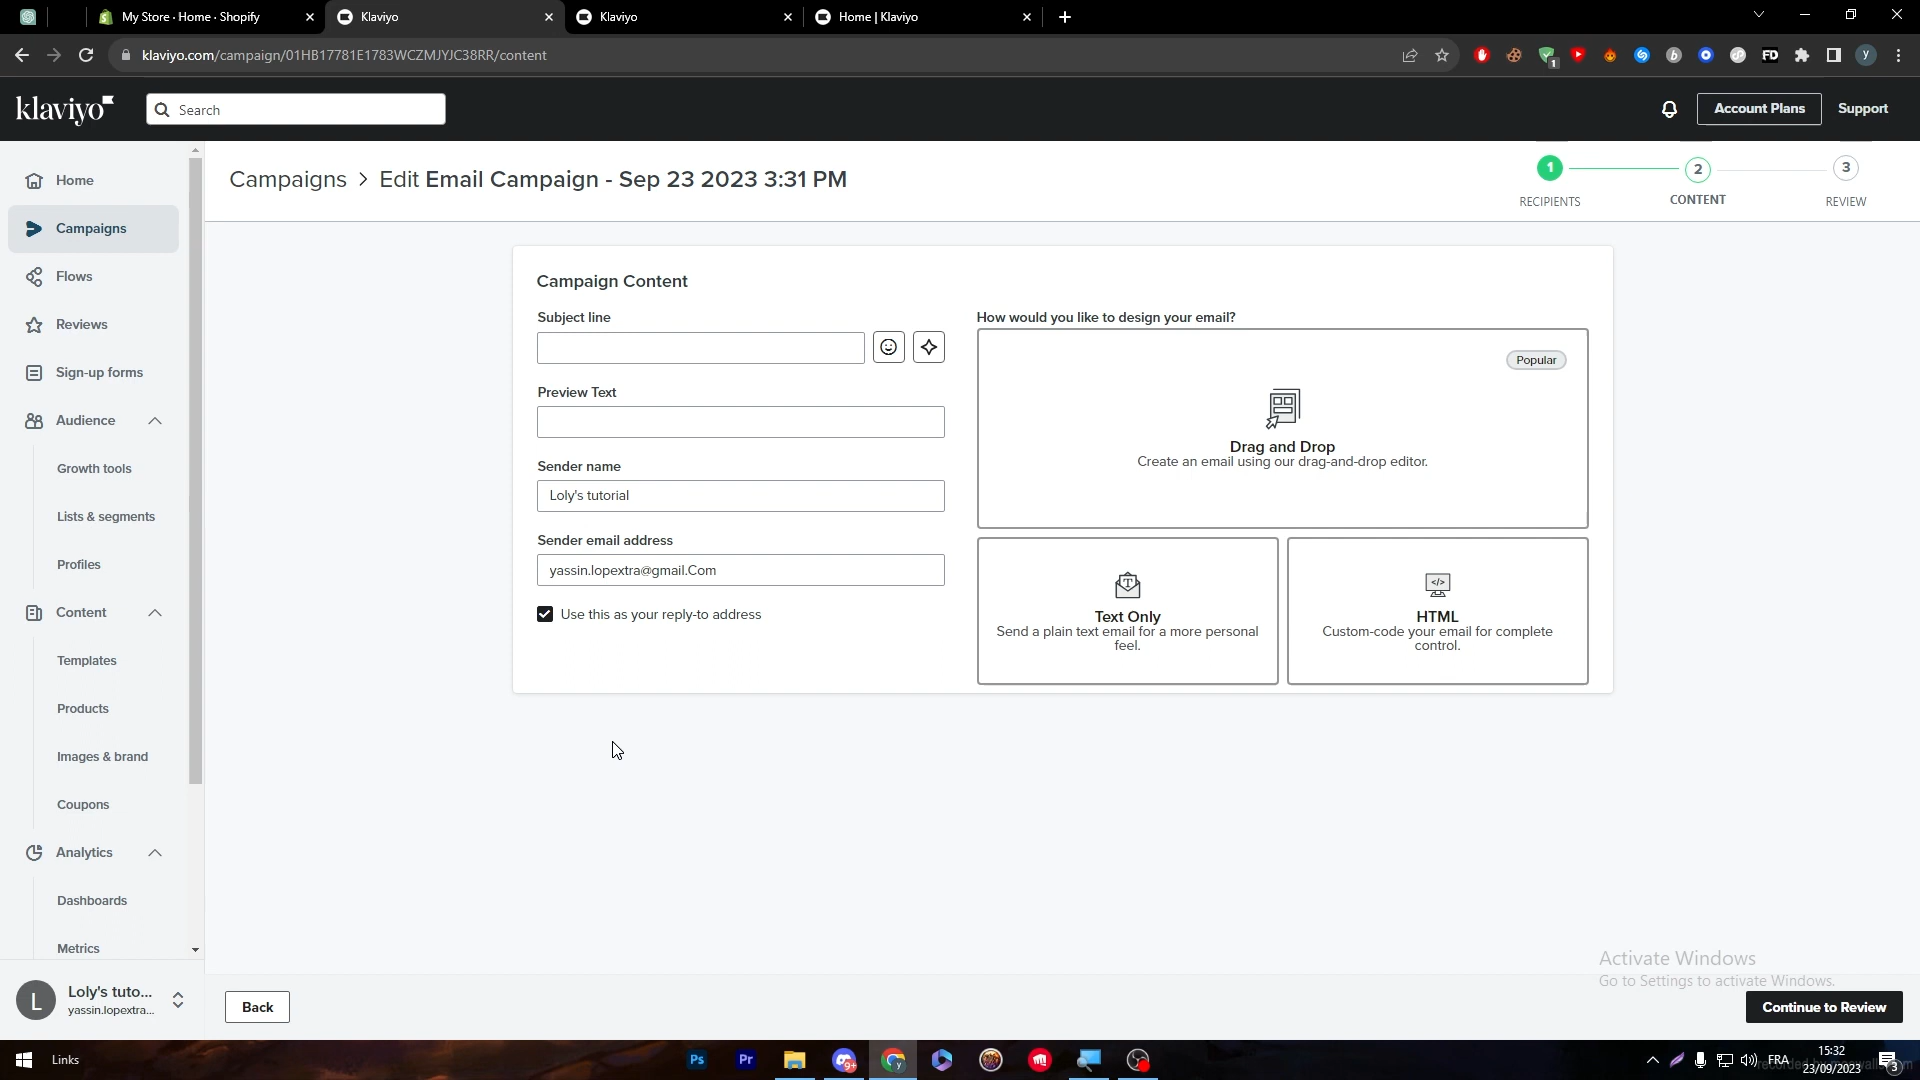 My Store · Home · Shopify
Klaviyo
Klaviyo
Home | Klaviyo
klaviyo.com/campaign/01HB17781E1783WCZMJYJC38RR/content
1
b
FD
y
klaviyo
Search
Account Plans
Support
Home
Campaigns
Flows
Reviews
Sign-up forms
Audience
Growth tools
Lists & segments
Profiles
Content
Templates
Products
Images & brand
Coupons
Analytics
Dashboards
Metrics
L
Loly's tuto...
yassin.lopextra...
Campaigns > Edit Email Campaign - Sep 23 2023 3:31 PM
1
RECIPIENTS
2
CONTENT
3
REVIEW
Campaign Content
Subject line
Preview Text
Sender name
Loly's tutorial
Sender email address
yassin.lopextra@gmail.Com
Use this as your reply-to address
How would you like to design your email?
Popular
Drag and Drop
Create an email using our drag-and-drop editor.
Text Only
Send a plain text email for a more personal
feel.
HTML
Custom-code your email for complete
control.
Activate Windows
Go to Settings to activate Windows.
Back
Continue to Review
Links
Ps
Pr
9+
y
FRA
15:32
23/09/2023
3